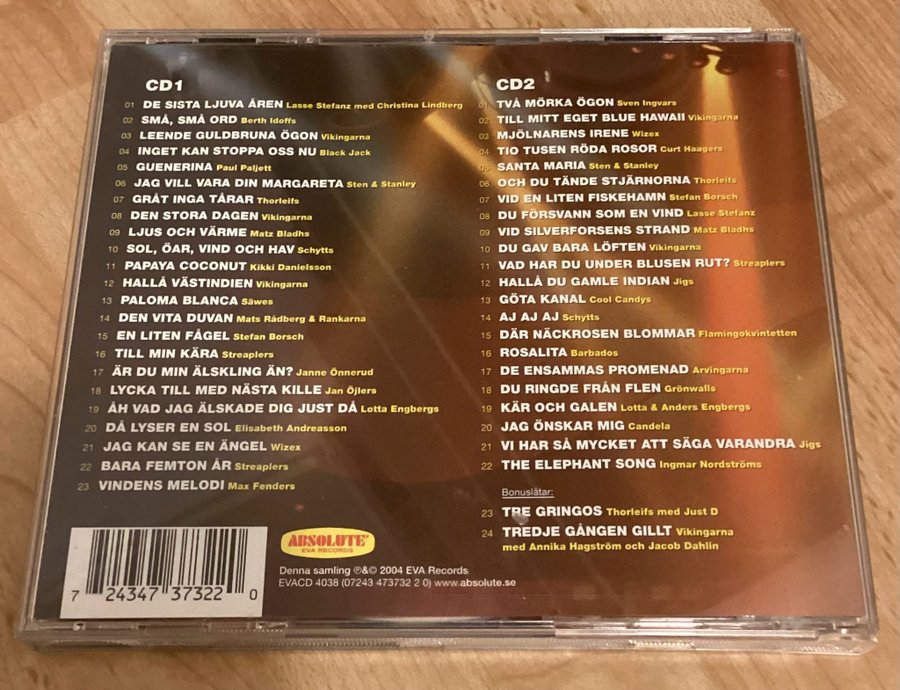 CD1
01 DE SISTA LJUVA ÅREN Lasse Stefanz med Christina Lindberg
02 SMÅ, SMÅ ORD Berth Idoffs
03 LEENDE GULDBRUNA ÖGON Vikingarna
04 INGET KAN STOPPA OSS NU Black Jack
05 GUENERINA Paul Paljett
06 JAG VILL VARA DIN MARGARETA Sten & Stanley
07 GRÅT INGA TÅRAR Thorleifs
08 DEN STORA DAGEN Vikingarna
09 LJUS OCH VÄRME Matz Bladhs
10 SOL, ÖAR, VIND OCH HAV Schytts
11 PAPAYA COCONUT Kikki Danielsson
12 HALLÅ VÄSTINDIEN Vikingarna
13 PALOMA BLANCA Säwes
14 DEN VITA DUVAN Mats Rådberg & Rankarna
15 EN LITEN FÅGEL Stefan Borsch
16 TILL MIN KÄRA Streaplers
17 ÄR DU MIN ÄLSKLING ÄN? Janne Önnerud
18 LYCKA TILL MED NÄSTA KILLE Jan Öjlers
19 ÅH VAD JAG ÄLSKADE DIG JUST DÅ Lotta Engbergs
20 DÅ LYSER EN SOL Elisabeth Andreasson
21 JAG KAN SE EN ÄNGEL Wizex
22 BARA FEMTON ÅR Streaplers
23 VINDENS MELODI Max Fenders
CD2
01 TVÅ MÖRKA ÖGON Sven Ingvars
02 TILL MITT EGET BLUE HAWAII Vikingarna
03 MJÖLNARENS IRENE Wizex
04 TIO TUSEN RÖDA ROSOR Curt Haagers
05 SANTA MARIA Sten & Stanley
06 OCH DU TÄNDE STJÄRNORNA Thorleifs
07 VID EN LITEN FISKEHAMN Stefan Borsch
08 DU FÖRSVANN SOM EN VIND Lasse Stefanz
09 VID SILVERFORSENS STRAND Matz Bladhs
10 DU GAV BARA LÖFTEN Vikingarna
11 VAD HAR DU UNDER BLUSEN RUT? Streaplers
12 HALLÅ DU GAMLE INDIAN Jigs
13 GÖTA KANAL Cool Candys
14 AJ AJ AJ Schytts
15 DÄR NÄCKROSEN BLOMMAR Flamingokvintetten
16 ROSALITA Barbados
17 DE ENSAMMAS PROMENAD Arvingarna
18 DU RINGDE FRÅN FLEN Grönwalls
19 KÄR OCH GALEN Lotta & Anders Engbergs
20 JAG ÖNSKAR MIG Candela
21 VI HAR SÅ MYCKET ATT SÄGA VARANDRA Jigs
22 THE ELEPHANT SONG Ingmar Nordströms
Bonuslåtar:
23 TRE GRINGOS Thorleifs med Just D
24 TREDJE GÅNGEN GILLT Vikingarna
med Annika Hagström och Jacob Dahlin
ABSOLUTE
EVA RECORDS
Denna samling ℗&© 2004 EVA Records
EVACD 4038 (07243 473732 2 0) www.absolute.se
7 24347 37322 0